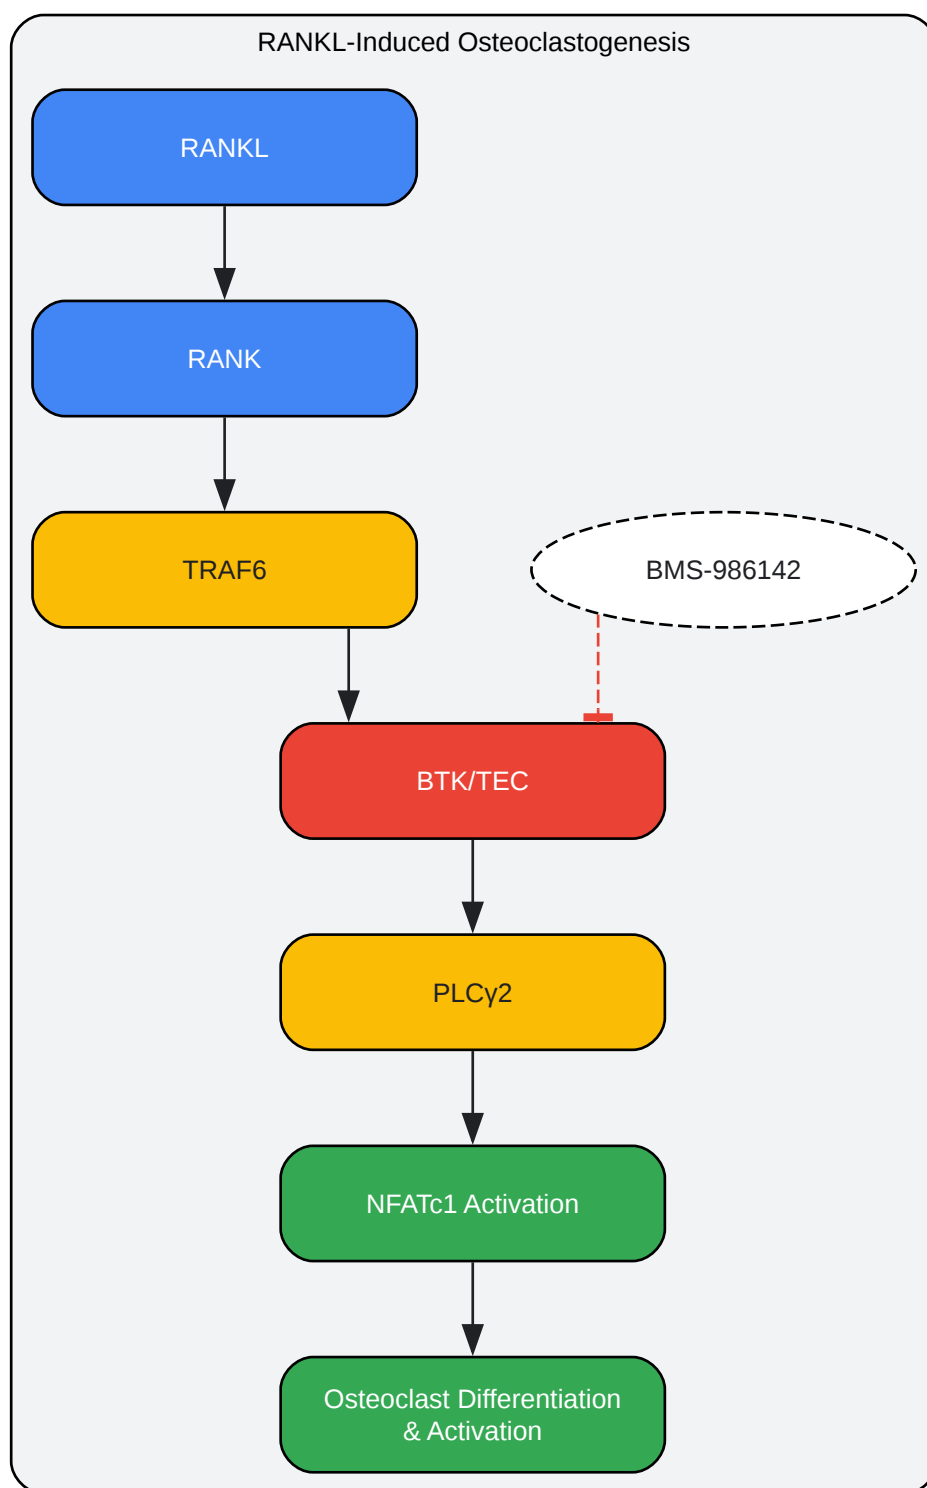 RANKL-Induced Osteoclastogenesis
RANKL
RANK
TRAF6
BMS-986142
BTK/TEC
PLCγ2
NFATc1 Activation
Osteoclast Differentiation
& Activation